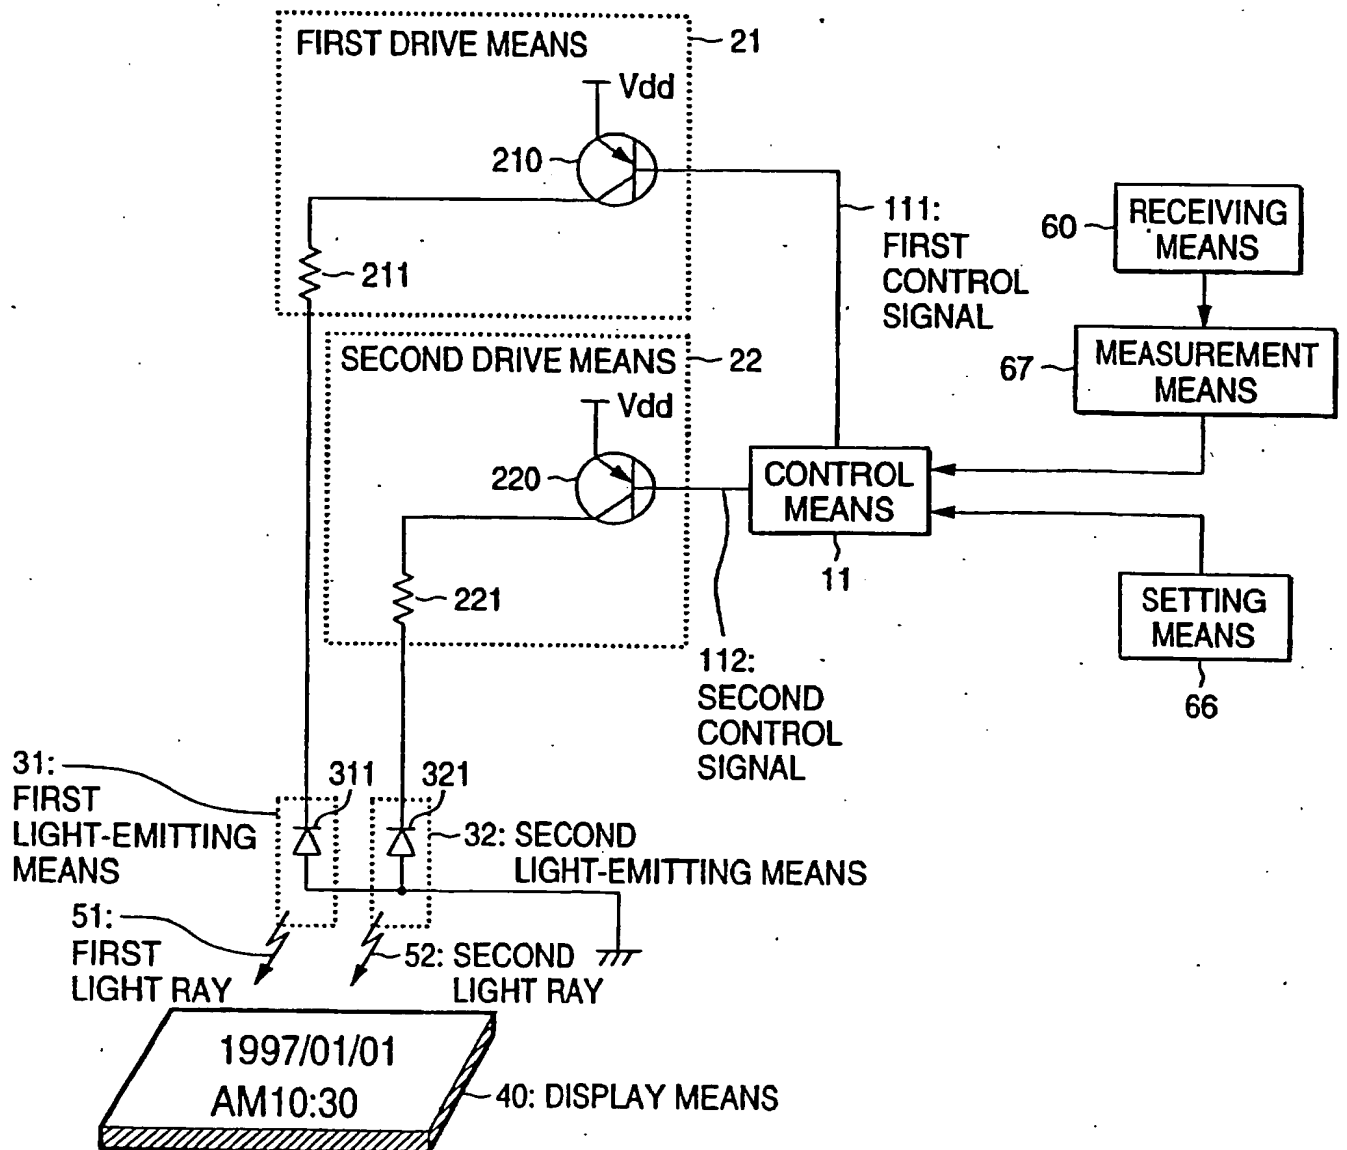 FIRST DRIVE MEANS
21
Vdd
210
211
111:
FIRST
CONTROL
SIGNAL
60
RECEIVING
MEANS
67
MEASUREMENT
MEANS
SECOND DRIVE MEANS
22
Vdd
220
221
CONTROL
MEANS
11
SETTING
MEANS
66
112:
SECOND
CONTROL
SIGNAL
31:
FIRST
LIGHT-EMITTING
MEANS
311
321
32: SECOND
LIGHT-EMITTING MEANS
51:
FIRST
LIGHT RAY
52: SECOND
LIGHT RAY
1997/01/01
AM10:30
40: DISPLAY MEANS